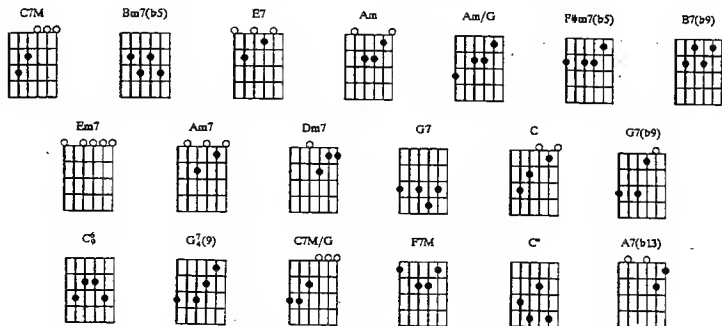 C7M Bm7(b5) E7 Am Am/G F#m7(b5) B7(b9)
Em7 Am7 Dm7 G7 C G7(b9)
C6/9 G7/4(9) C7M/G F7M C° A7(b13)